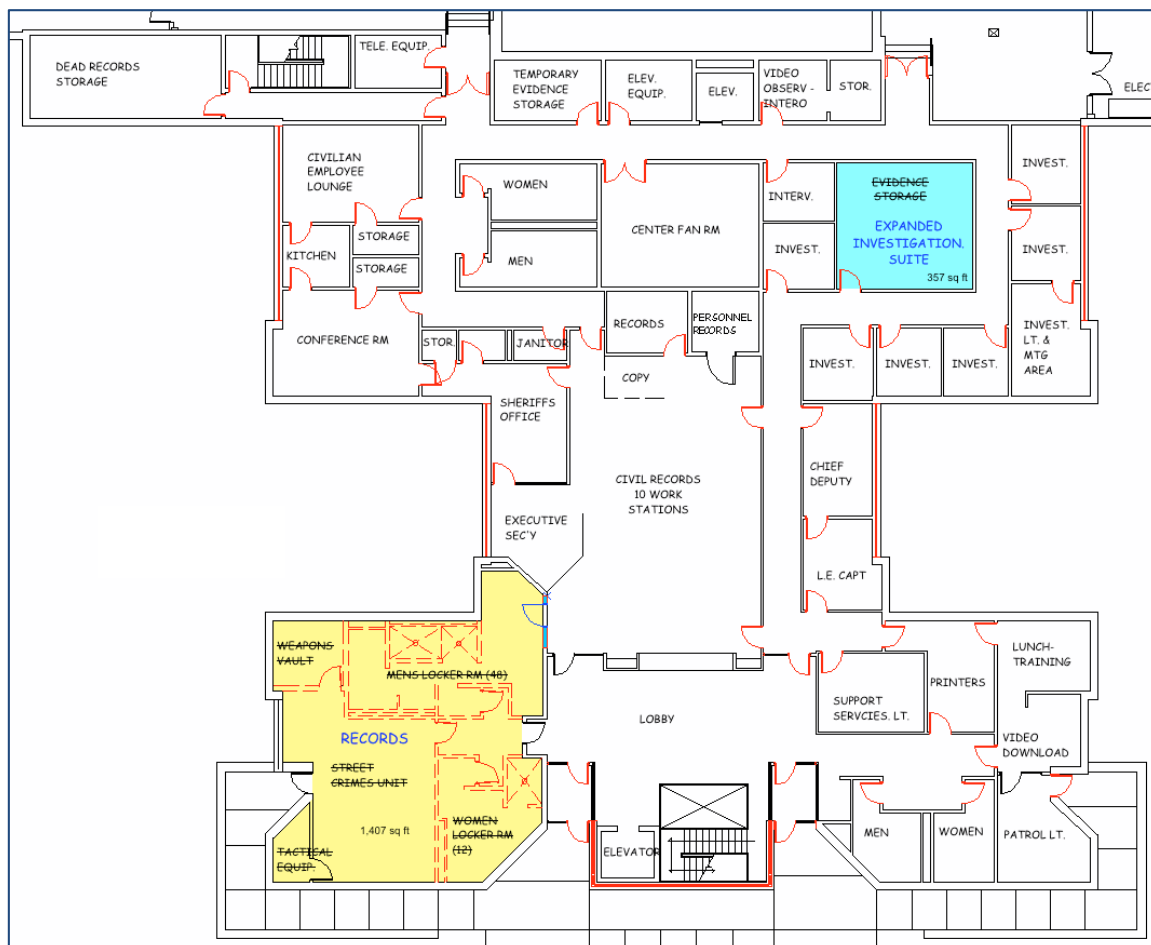 DEAD RECORDS
STORAGE
TELE. EQUIP.
TEMPORARY
EVIDENCE
STORAGE
ELEV.
EQUIP.
ELEV.
VIDEO
OBSERV -
INTERO
STOR.
ELEC
CIVILIAN
EMPLOYEE
LOUNGE
WOMEN
CENTER FAN RM
INTERV.
EVIDENCE
STORAGE
EXPANDED
INVESTIGATION.
SUITE
357 sq ft
INVEST.
STORAGE
KITCHEN
STORAGE
MEN
INVEST.
INVEST.
CONFERENCE RM
STOR.
JANITOR
RECORDS
PERSONNEL
RECORDS
INVEST.
INVEST.
INVEST.
INVEST.
LT. &
MTG
AREA
COPY
SHERIFFS
OFFICE
CIVIL RECORDS
10 WORK
STATIONS
CHIEF
DEPUTY
EXECUTIVE
SEC'Y
L.E. CAPT
WEAPONS
VAULT
MENS LOCKER RM (48)
LUNCH-
TRAINING
PRINTERS
SUPPORT
SERVCIES. LT.
LOBBY
RECORDS
VIDEO
DOWNLOAD
STREET
CRIMES UNIT
1,407 sq ft
WOMEN
LOCKER RM
(12)
TACTICAL
EQUIP.
ELEVATOR
MEN
WOMEN
PATROL LT.